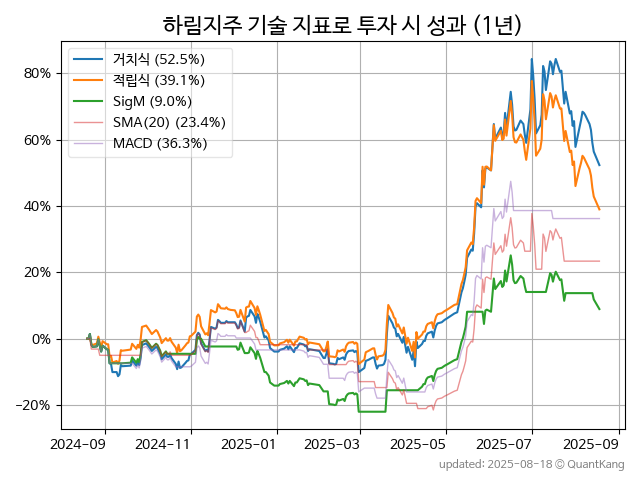 하림지주 기술 지표로 투자 시 성과 (1년)
거치식 (52.5%)
적립식 (39.1%)
SigM (9.0%)
SMA(20) (23.4%)
MACD (36.3%)
80%
60%
40%
20%
0%
−20%
2024-09 2024-11 2025-01 2025-03 2025-05 2025-07 2025-09
updated: 2025-08-18 © QuantKang